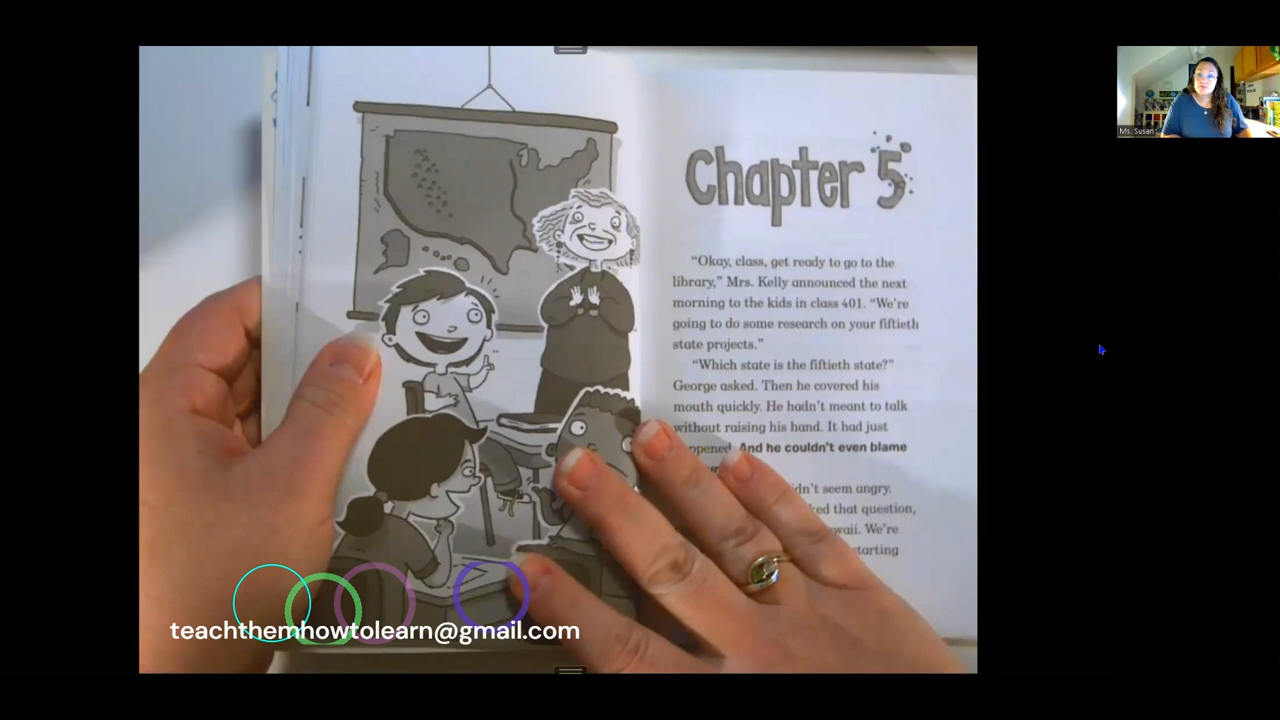 Chapter 5
“Okay, class, get ready to go to the
library,” Mrs. Kelly announced the next
morning to the kids in class 401. “We’re
going to do some research on your fiftieth
state projects.”
“Which state is the fiftieth state?”
George asked. Then he covered his
mouth quickly. He hadn’t meant to talk
without raising his hand. It had just
And he couldn’t even blame
seem angry.
that question,
We’re
teachthemhowtolearn@gmail.com
Ms. Susan